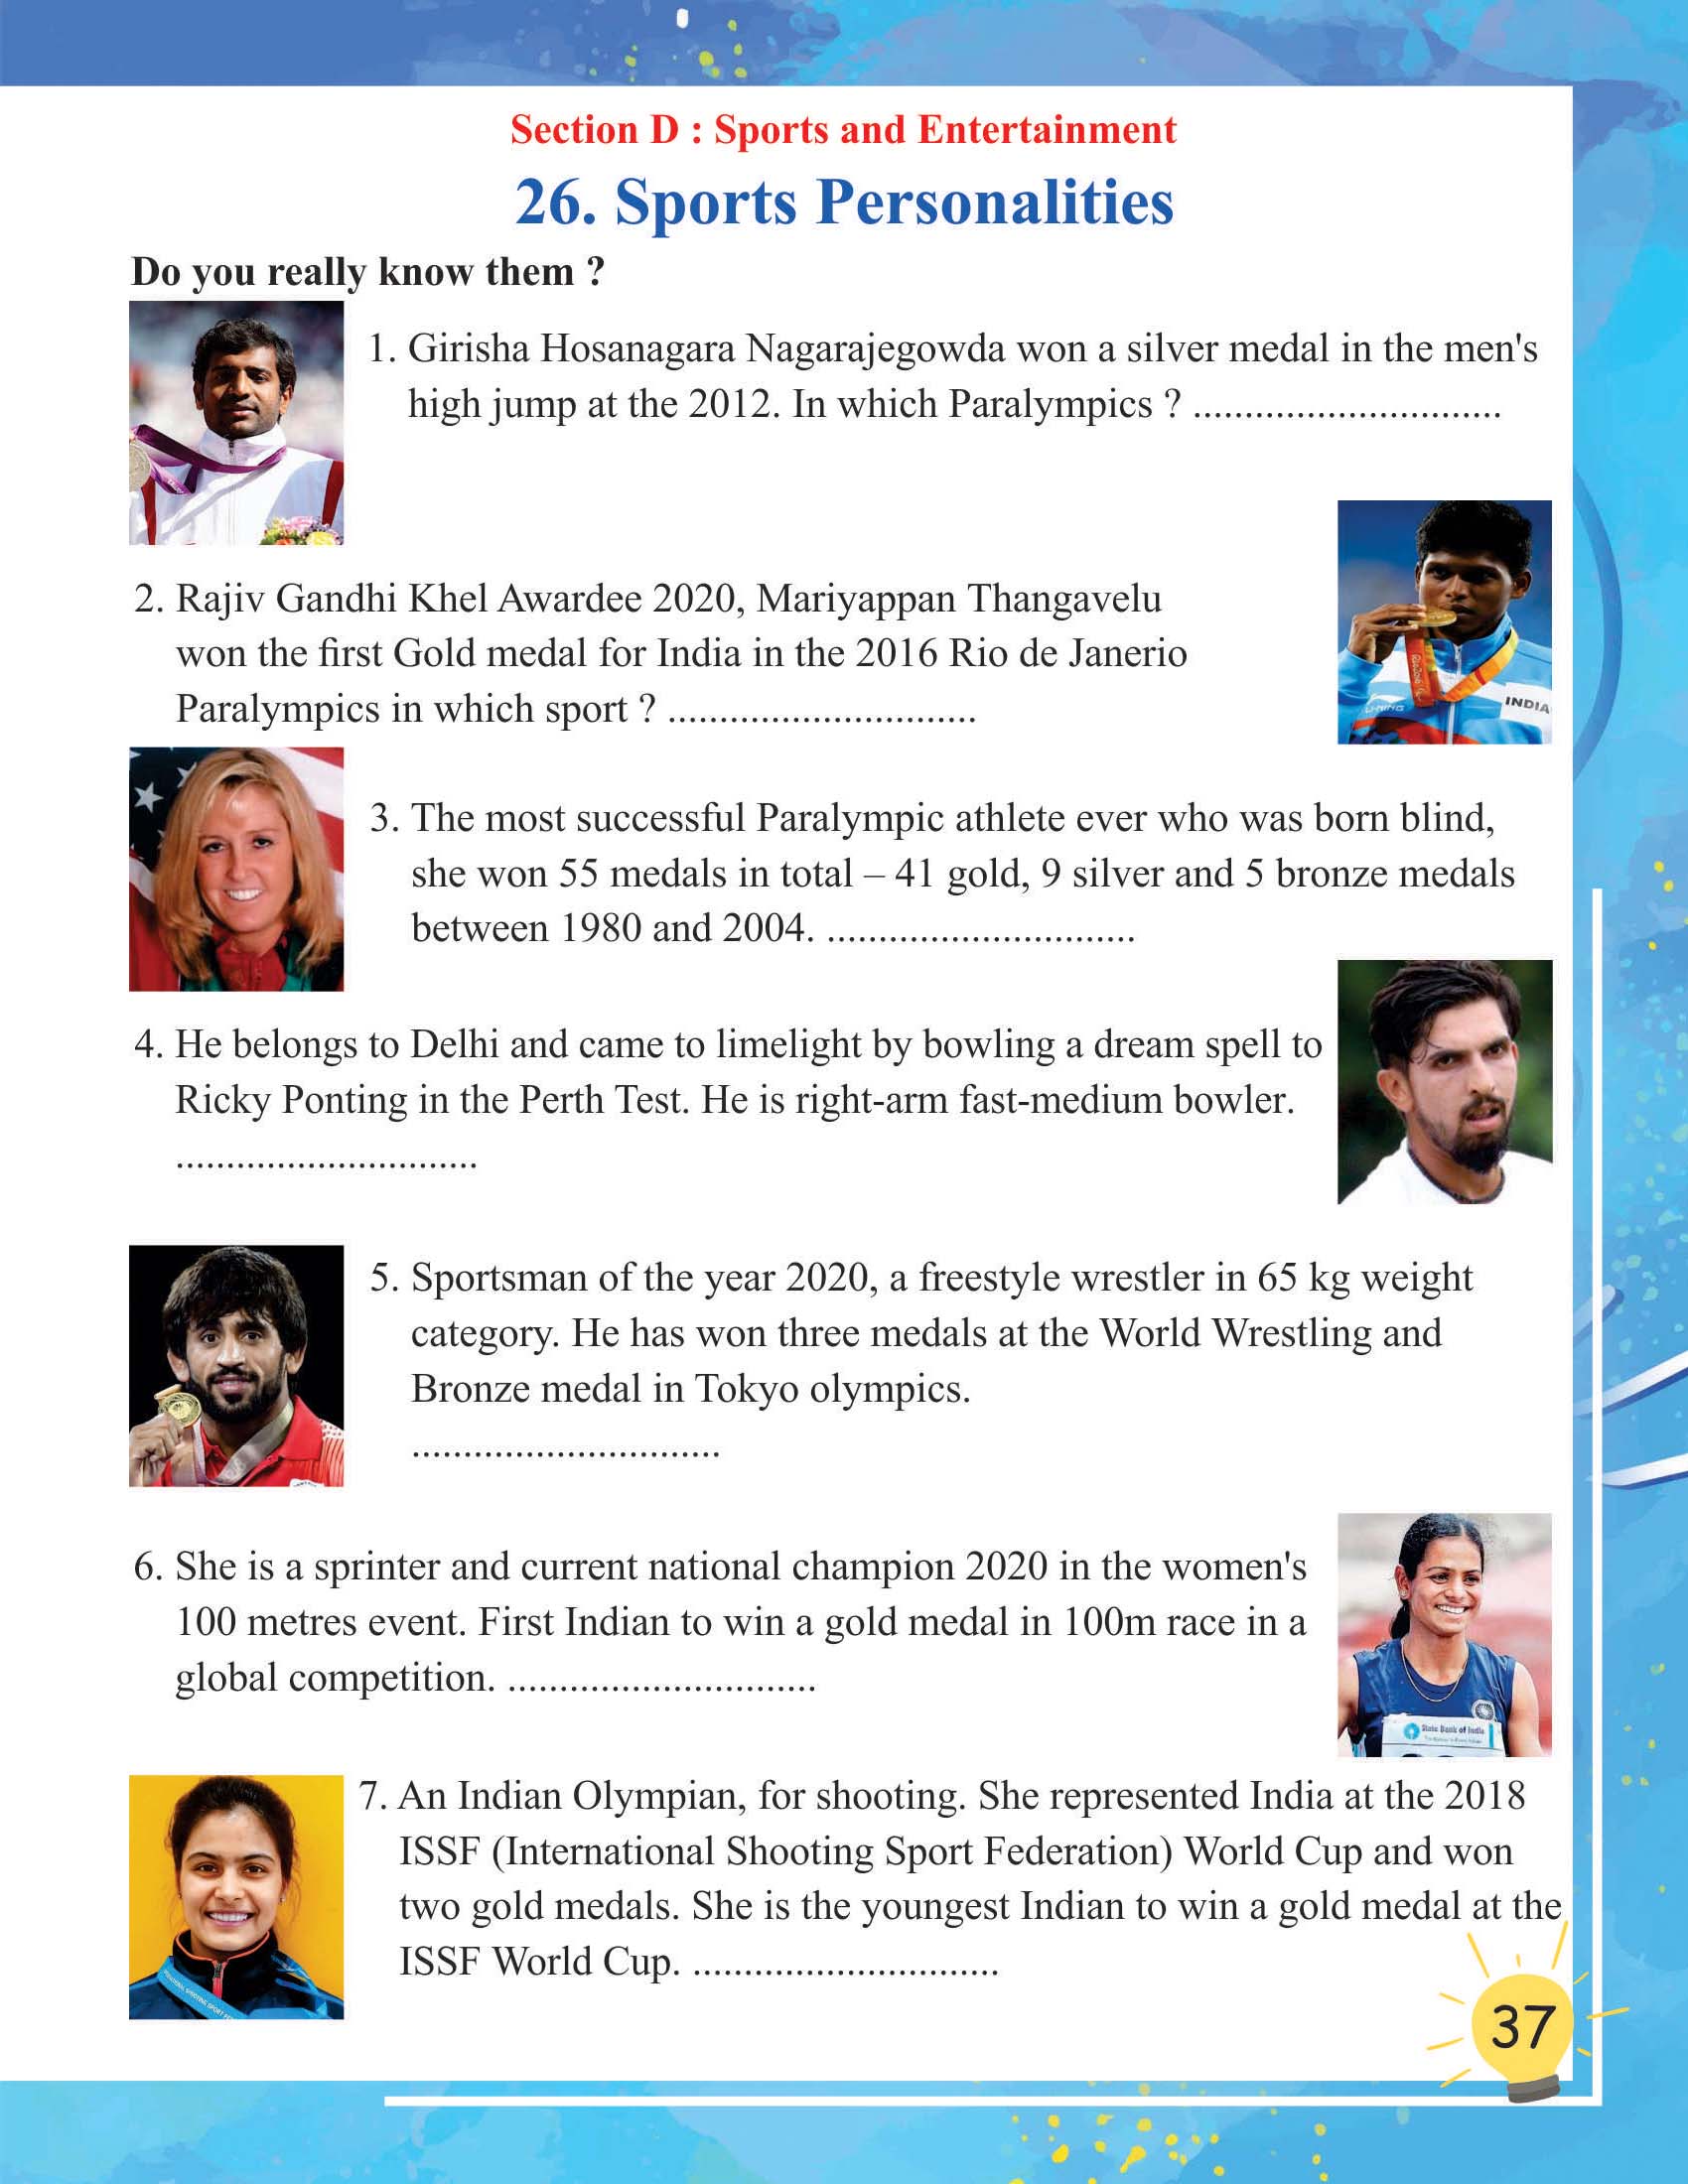 Section D : Sports and Entertainment
26. Sports Personalities
Do you really know them ?
1. Girisha Hosanagara Nagarajegowda won a silver medal in the men's
high jump at the 2012. In which Paralympics ? ..............................
2. Rajiv Gandhi Khel Awardee 2020, Mariyappan Thangavelu
won the first Gold medal for India in the 2016 Rio de Janerio
Paralympics in which sport ? ..............................
INDIA
3. The most successful Paralympic athlete ever who was born blind,
she won 55 medals in total – 41 gold, 9 silver and 5 bronze medals
between 1980 and 2004. ..............................
4. He belongs to Delhi and came to limelight by bowling a dream spell to
Ricky Ponting in the Perth Test. He is right-arm fast-medium bowler.
..............................
5. Sportsman of the year 2020, a freestyle wrestler in 65 kg weight
category. He has won three medals at the World Wrestling and
Bronze medal in Tokyo olympics.
..............................
6. She is a sprinter and current national champion 2020 in the women's
100 metres event. First Indian to win a gold medal in 100m race in a
global competition. ..............................
State Bank of India
7. An Indian Olympian, for shooting. She represented India at the 2018
ISSF (International Shooting Sport Federation) World Cup and won
two gold medals. She is the youngest Indian to win a gold medal at the
ISSF World Cup. ..............................
37